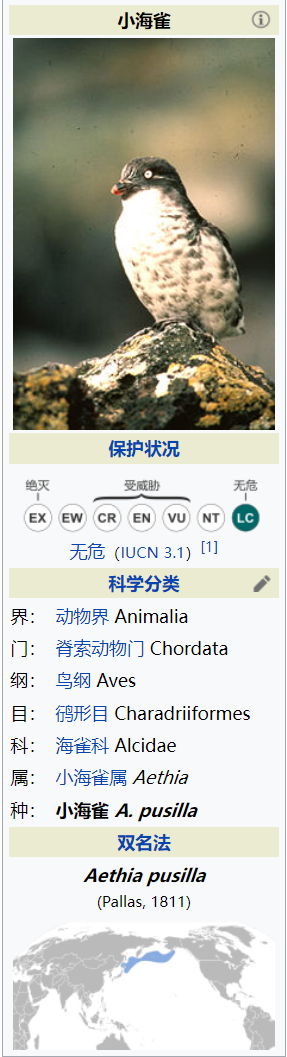 小海雀
保护状况
绝灭 受威胁 无危
EX EW CR EN VU NT LC
无危（IUCN 3.1）[1]
科学分类
界： 动物界 Animalia
门： 脊索动物门 Chordata
纲： 鸟纲 Aves
目： 鸻形目 Charadriiformes
科： 海雀科 Alcidae
属： 小海雀属 Aethia
种： 小海雀 A. pusilla
双名法
Aethia pusilla
(Pallas, 1811)